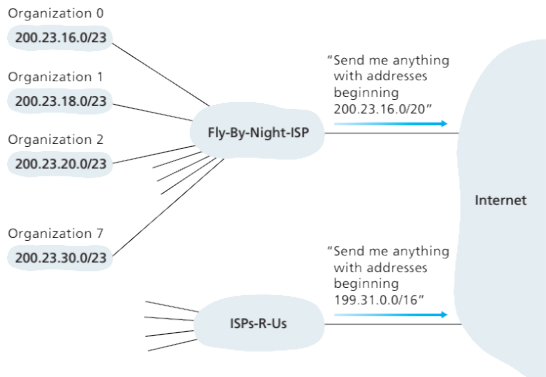 Organization 0
200.23.16.0/23
Organization 1
200.23.18.0/23
Organization 2
200.23.20.0/23
Organization 7
200.23.30.0/23
Fly-By-Night-ISP
“Send me anything
with addresses
beginning
200.23.16.0/20”
ISPs-R-Us
“Send me anything
with addresses
beginning
199.31.0.0/16”
Internet